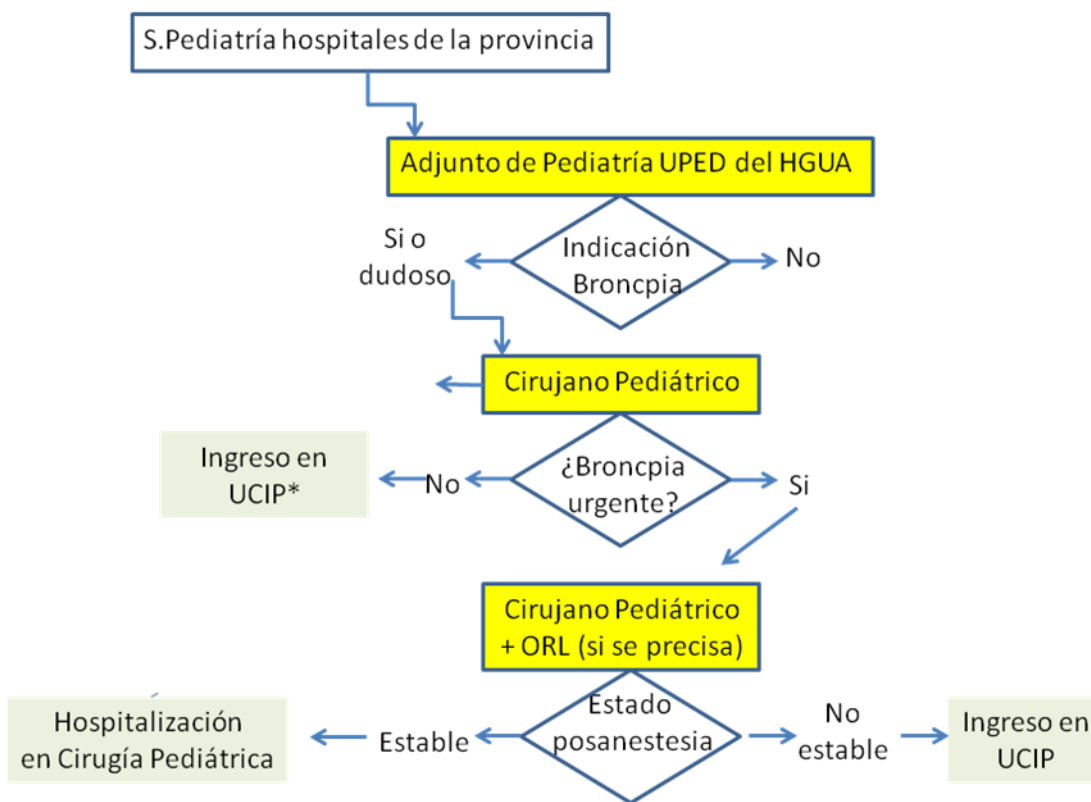 S.Pediatría hospitales de la provincia
Adjunto de Pediatría UPED del HGUA
Si o
dudoso
Indicación
Broncpia
No
Cirujano Pediátrico
Ingreso en
UCIP*
No
¿Broncpia
urgente?
Si
Cirujano Pediátrico
+ ORL (si se precisa)
Hospitalización
en Cirugía Pediátrica
Estable
Estado
posanestesia
No
estable
Ingreso en
UCIP